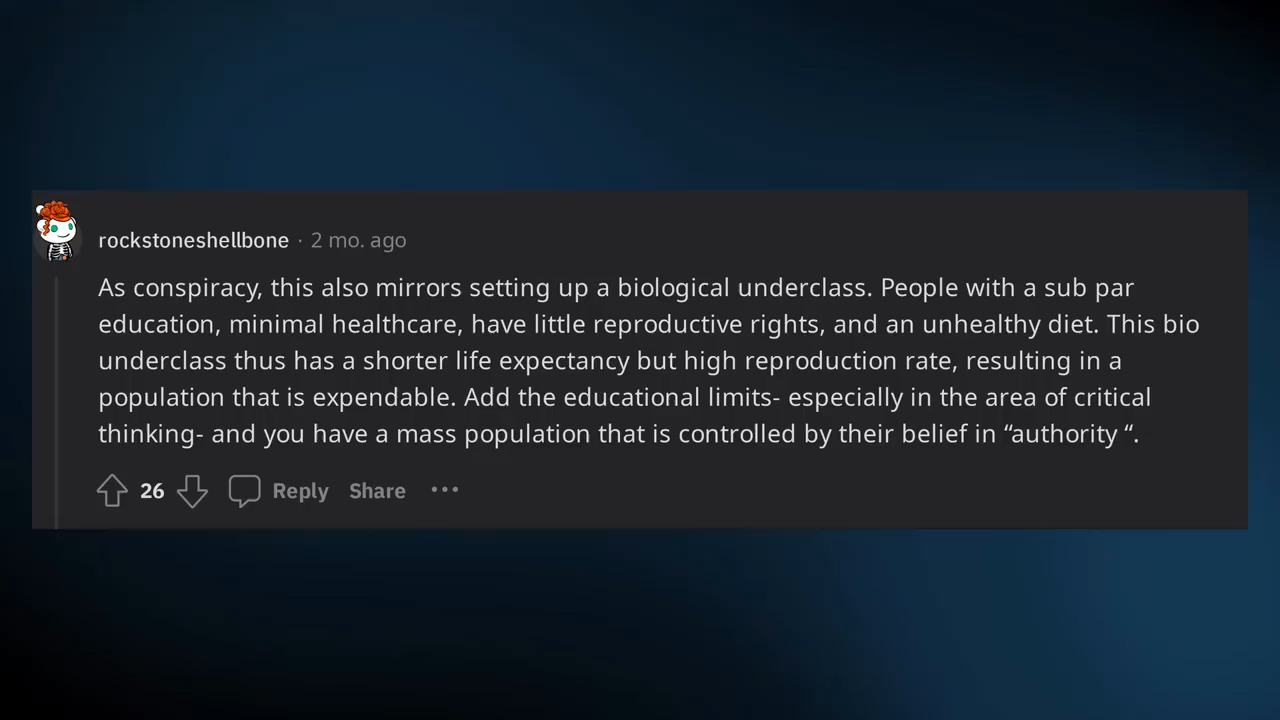 rockstoneshellbone · 2 mo. ago
As conspiracy, this also mirrors setting up a biological underclass. People with a sub par
education, minimal healthcare, have little reproductive rights, and an unhealthy diet. This bio
underclass thus has a shorter life expectancy but high reproduction rate, resulting in a
population that is expendable. Add the educational limits- especially in the area of critical
thinking- and you have a mass population that is controlled by their belief in “authority “.
26 Reply Share